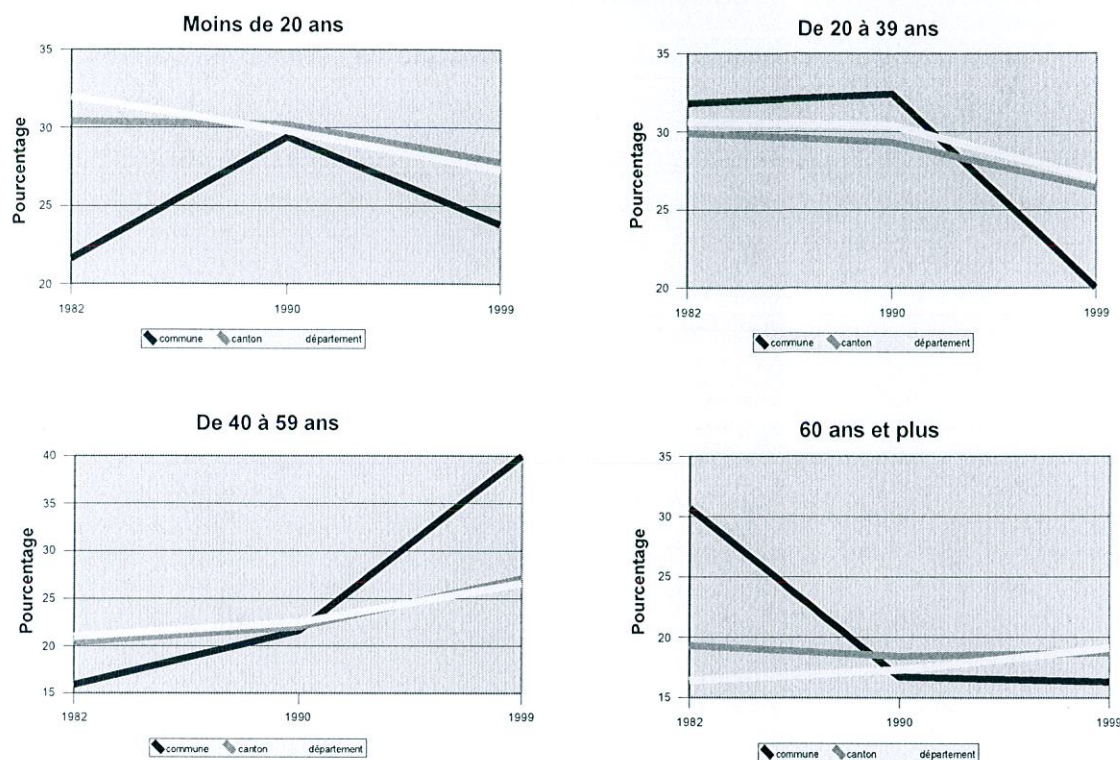 Moins de 20 ans
Pourcentage
35
30
25
20
1982 1990 1999
commune canton département
De 20 à 39 ans
Pourcentage
35
30
25
20
1982 1990 1999
commune canton département
De 40 à 59 ans
Pourcentage
40
35
30
25
20
15
1982 1990 1999
commune canton département
60 ans et plus
Pourcentage
35
30
25
20
15
1982 1990 1999
commune canton département